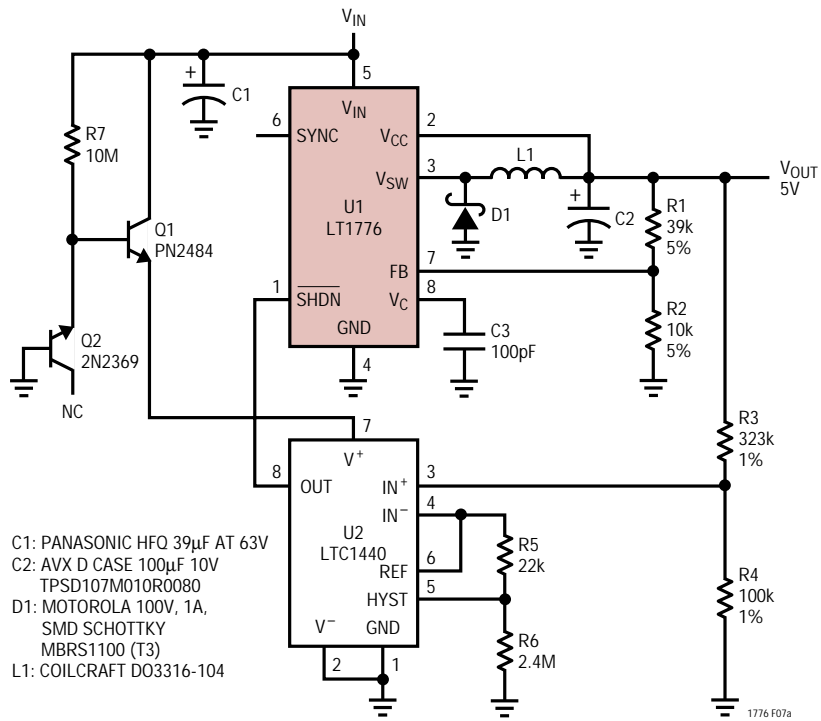 VIN
5
+
C1
VIN
6
SYNC
VCC
2
R7
10M
VSW
3
L1
VOUT
5V
U1
LT1776
D1
+
C2
R1
39k
5%
Q1
PN2484
FB
7
1
SHDN
VC
8
R2
10k
5%
GND
C3
100pF
Q2
2N2369
4
NC
7
V+
R3
323k
1%
8
OUT
IN+
3
IN−
4
U2
LTC1440
REF
6
R5
22k
HYST
5
R4
100k
1%
V−
GND
R6
2.4M
2
1
C1: PANASONIC HFQ 39µF AT 63V
C2: AVX D CASE 100µF 10V
TPSD107M010R0080
D1: MOTOROLA 100V, 1A,
SMD SCHOTTKY
MBRS1100 (T3)
L1: COILCRAFT DO3316-104
1776 F07a